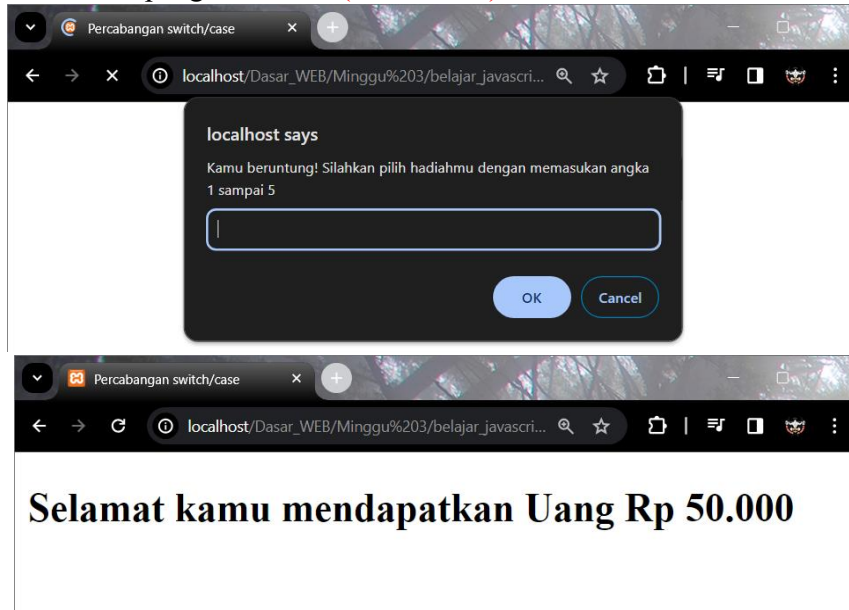 Percabangan switch/case
localhost/Dasar_WEB/Minggu%203/belajar_javascri...
localhost says
Kamu beruntung! Silahkan pilih hadiahmu dengan memasukan angka
1 sampai 5
OK Cancel
Percabangan switch/case
localhost/Dasar_WEB/Minggu%203/belajar_javascri...
Selamat kamu mendapatkan Uang Rp 50.000